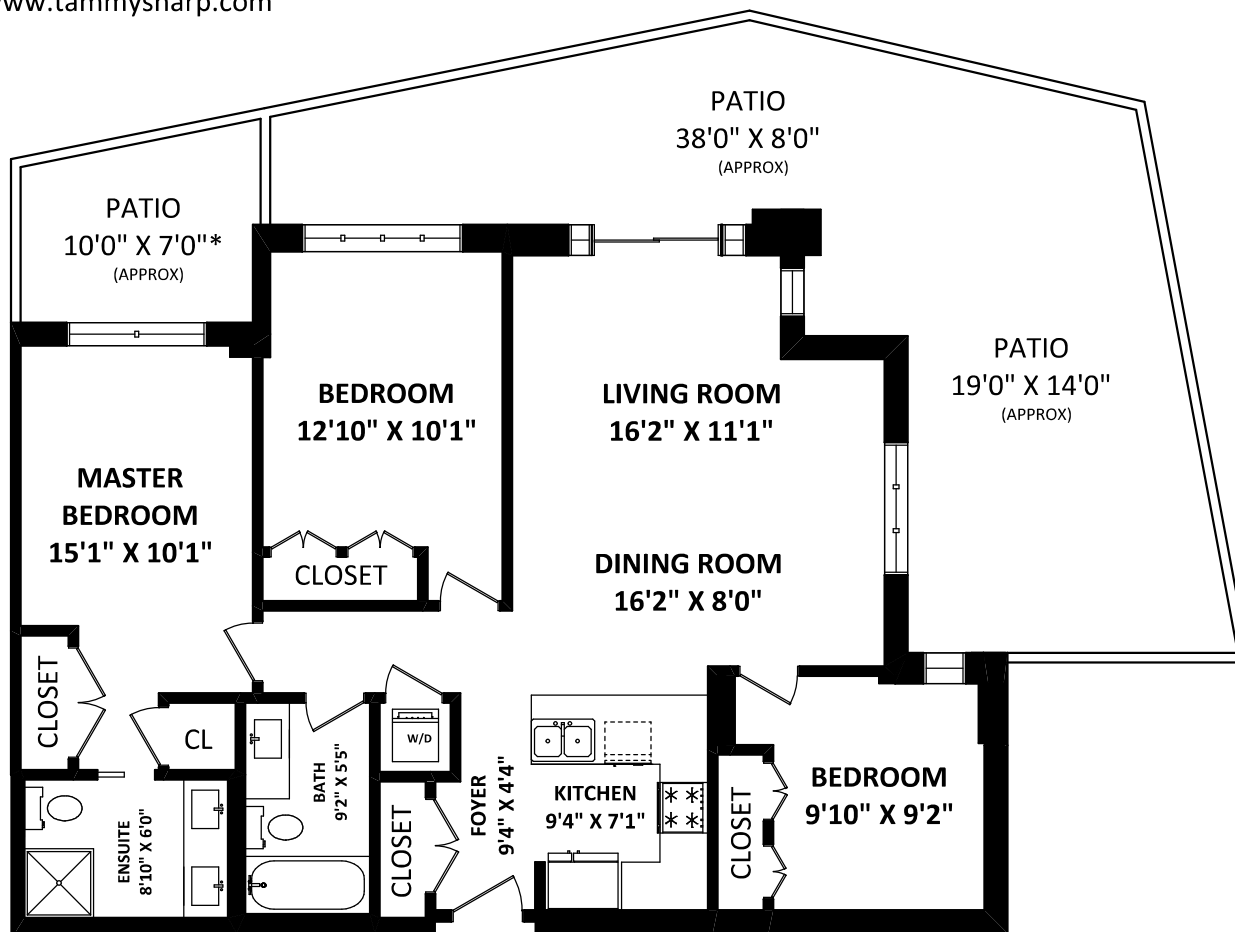 www.tammysharp.com
PATIO
38'0" X 8'0"
(APPROX)
PATIO
10'0" X 7'0"*
(APPROX)
PATIO
19'0" X 14'0"
(APPROX)
BEDROOM
12'10" X 10'1"
LIVING ROOM
16'2" X 11'1"
MASTER
BEDROOM
15'1" X 10'1"
DINING ROOM
16'2" X 8'0"
CLOSET
CLOSET
CL
W/D
BATH
9'2" X 5'5"
ENSUITE
8'10" X 6'0"
CLOSET
FOYER
9'4" X 4'4"
KITCHEN
9'4" X 7'1"
CLOSET
BEDROOM
9'10" X 9'2"